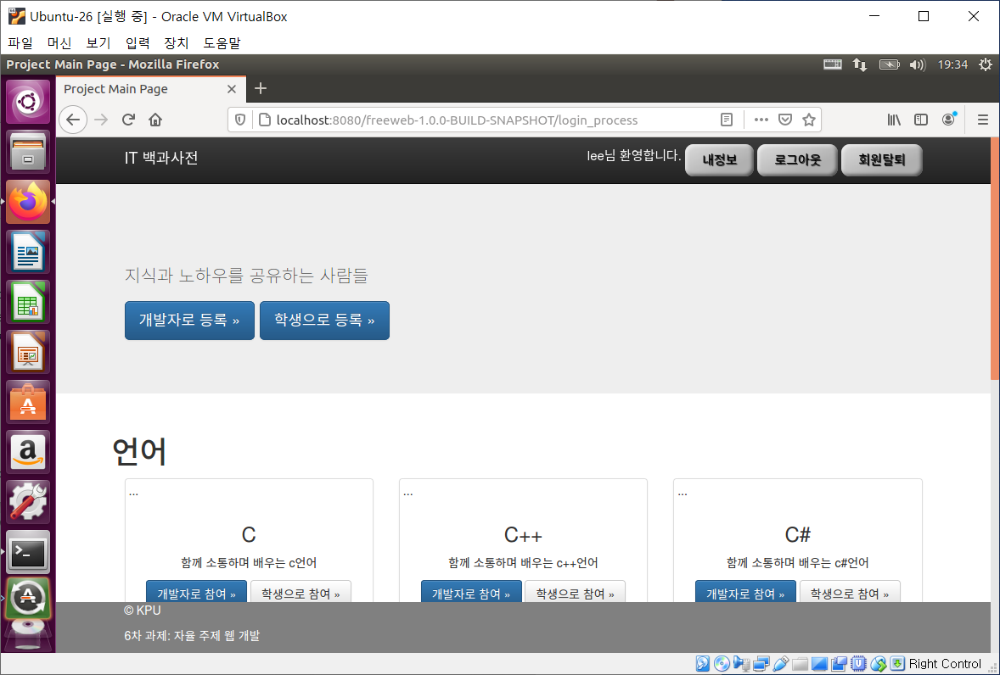 Ubuntu-26 [실행 중] - Oracle VM VirtualBox
파일 머신 보기 입력 장치 도움말
Project Main Page - Mozilla Firefox 19:34
Project Main Page
localhost:8080/freeweb-1.0.0-BUILD-SNAPSHOT/login_process
IT 백과사전 lee님 환영합니다. 내정보 로그아웃 회원탈퇴
지식과 노하우를 공유하는 사람들
개발자로 등록 » 학생으로 등록 »
언어
... ... ...
C C++ C#
함께 소통하며 배우는 c언어 함께 소통하며 배우는 c++언어 함께 소통하며 배우는 c#언어
개발자로 참여 » 학생으로 참여 » 개발자로 참여 » 학생으로 참여 » 개발자로 참여 » 학생으로 참여 »
© KPU
6차 과제: 자율 주제 웹 개발
Right Control